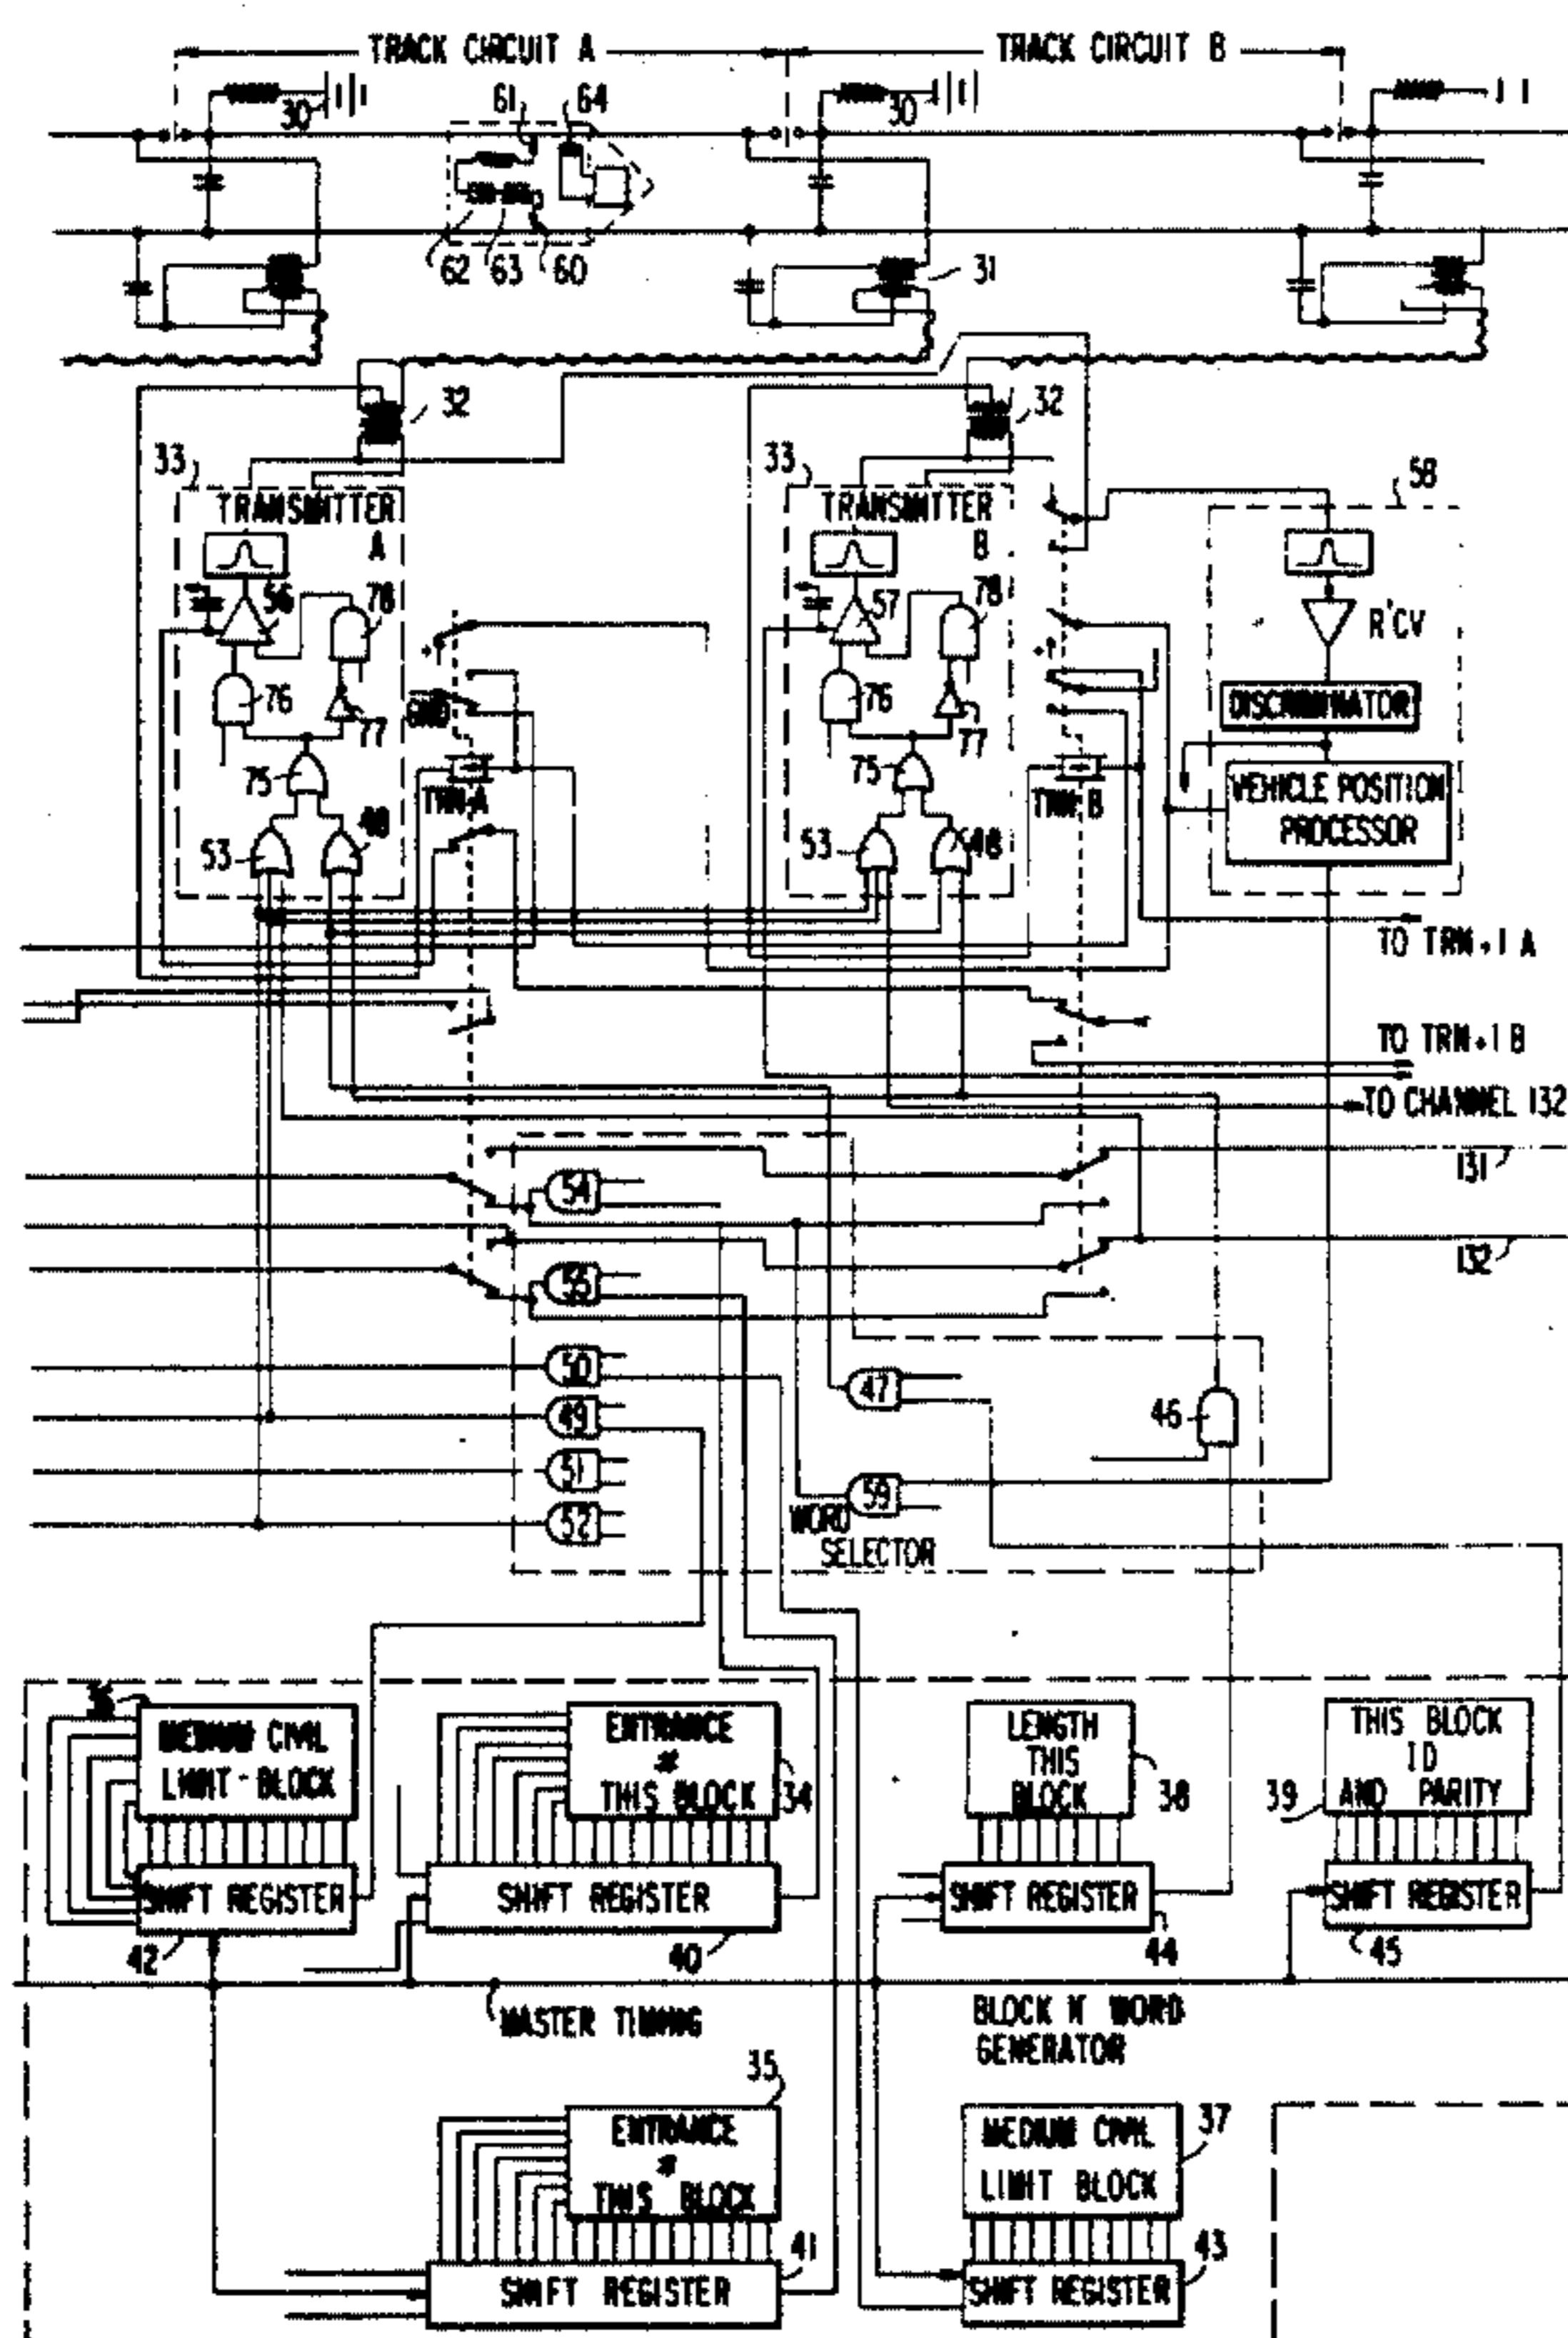 TRACK CIRCUIT A
TRACK CIRCUIT B
30
61
64
30
62
63
60
31
32
32
33
33
58
TRANSMITTER
A
TRANSMITTER
B
56
78
57
78
R'CV
76
77
GND
76
77
DISCRIMINATOR
75
TRN-A
75
TRN-B
VEHICLE POSITION
PROCESSOR
53
48
53
48
TO TRN+1 A
TO TRN+1 B
TO CHANNEL 132
131
54
132
55
50
47
49
46
51
59
52
WORD
SELECTOR
36
MEDIUM CIVIL
LIMIT-BLOCK
ENTRANCE
#
THIS BLOCK
34
LENGTH
THIS
BLOCK
38
39
THIS BLOCK
ID
AND PARITY
SHIFT REGISTER
SHIFT REGISTER
SHIFT REGISTER
SHIFT REGISTER
42
40
44
45
MASTER TIMING
BLOCK N WORD
GENERATOR
35
ENTRANCE
#
THIS BLOCK
MEDIUM CIVIL
LIMIT BLOCK
37
41
43
SHIFT REGISTER
SHIFT REGISTER